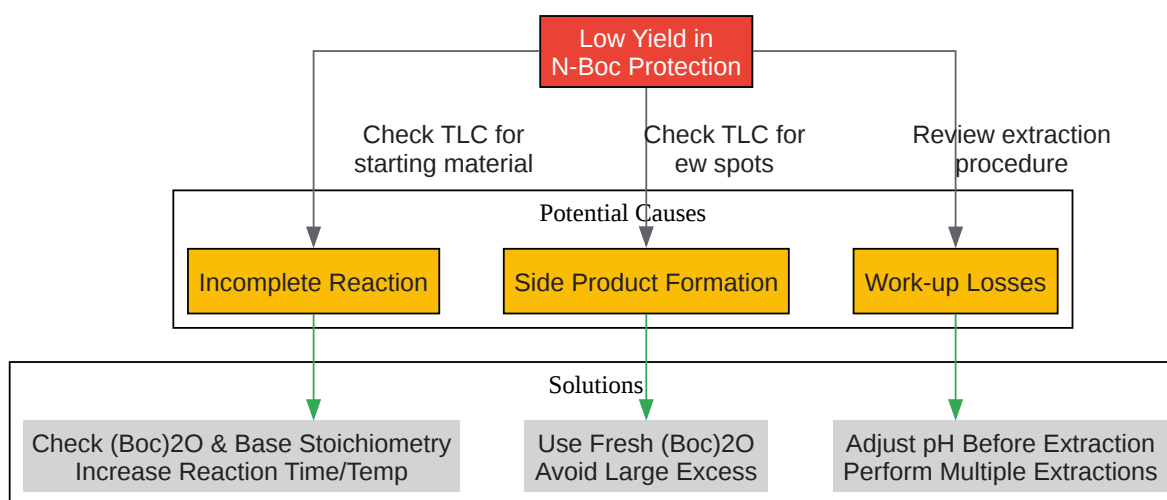 Low Yield in
N-Boc Protection
Check TLC for
starting material
Check TLC for
ew spots
Review extraction
procedure
Potential Causes
Incomplete Reaction
Side Product Formation
Work-up Losses
Solutions
Check (Boc)2O & Base Stoichiometry
Increase Reaction Time/Temp
Use Fresh (Boc)2O
Avoid Large Excess
Adjust pH Before Extraction
Perform Multiple Extractions